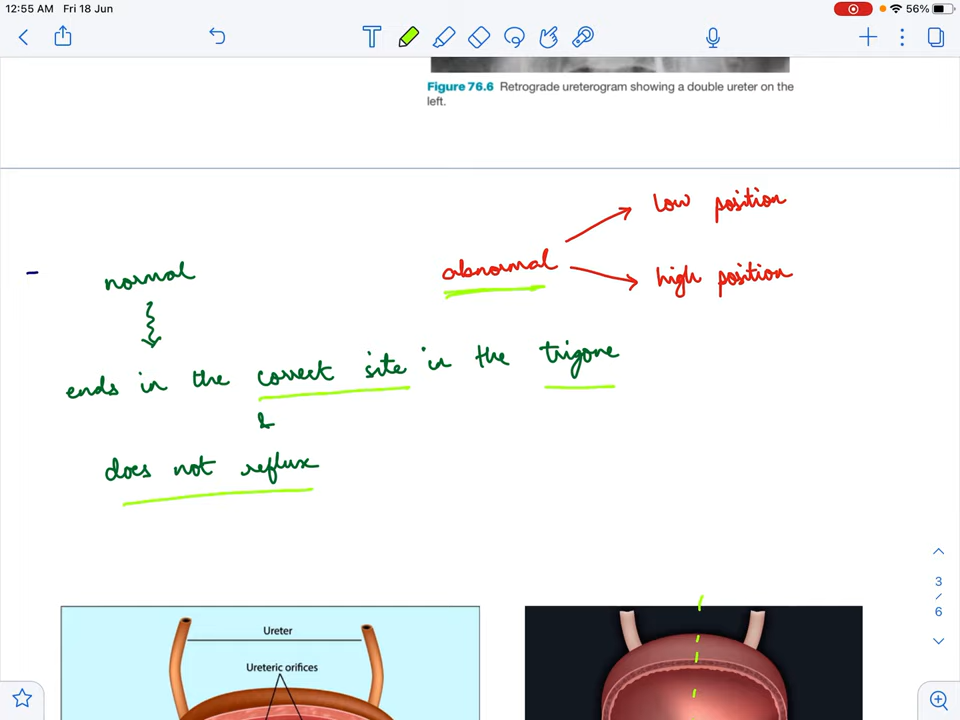 12:55 AM Fri 18 Jun
56%
T
Figure 76.6 Retrograde ureterogram showing a double ureter on the
left.
low position
abnormal
high position
normal
ends in the correct site in the trigone
&
does not reflux
3
/
6
Ureter
Ureteric orifices